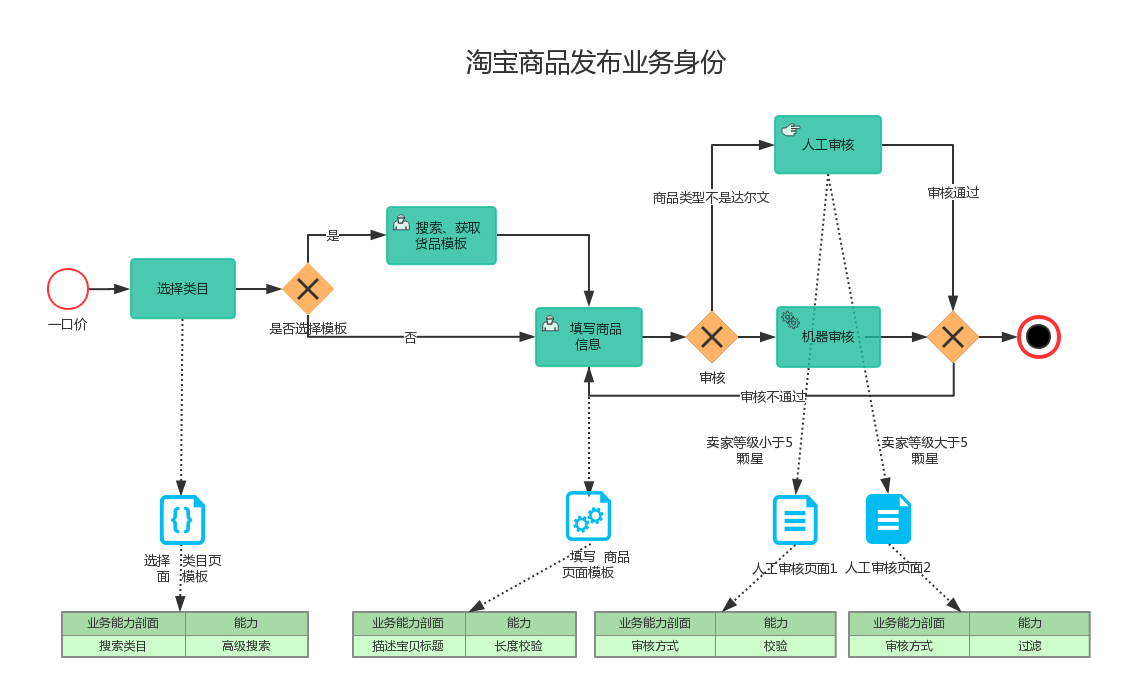 淘宝商品发布业务身份
人工审核
商品类型不是达尔文
审核通过
搜索、获取
货品模板
是
选择类目
一口价
是否选择模板
否
填写商品
信息
机器审核
审核
审核不通过
卖家等级小于5
颗星
卖家等级大于5
颗星
选择 类目页
面 模板
填写 商品
页面模板
人工审核页面1
人工审核页面2
业务能力剖面 能力
搜索类目 高级搜索
业务能力剖面 能力
描述宝贝标题 长度校验
业务能力剖面 能力
审核方式 校验
业务能力剖面 能力
审核方式 过滤